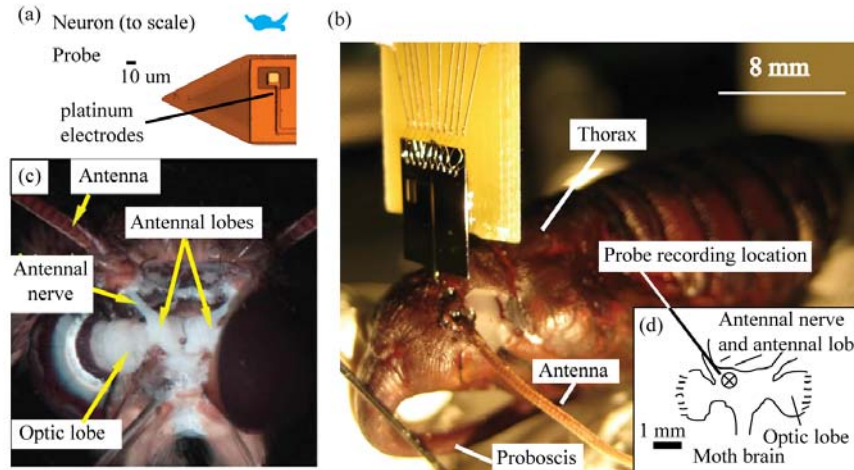 (a)
Neuron (to scale)
Probe
10 um
platinum
electrodes
(b)
8 mm
Thorax
Probe recording location
Antenna
Proboscis
(c)
Antenna
Antennal lobes
Antennal
nerve
Optic lobe
(d)
Antennal nerve
and antennal lob
1 mm
Optic lobe
Moth brain